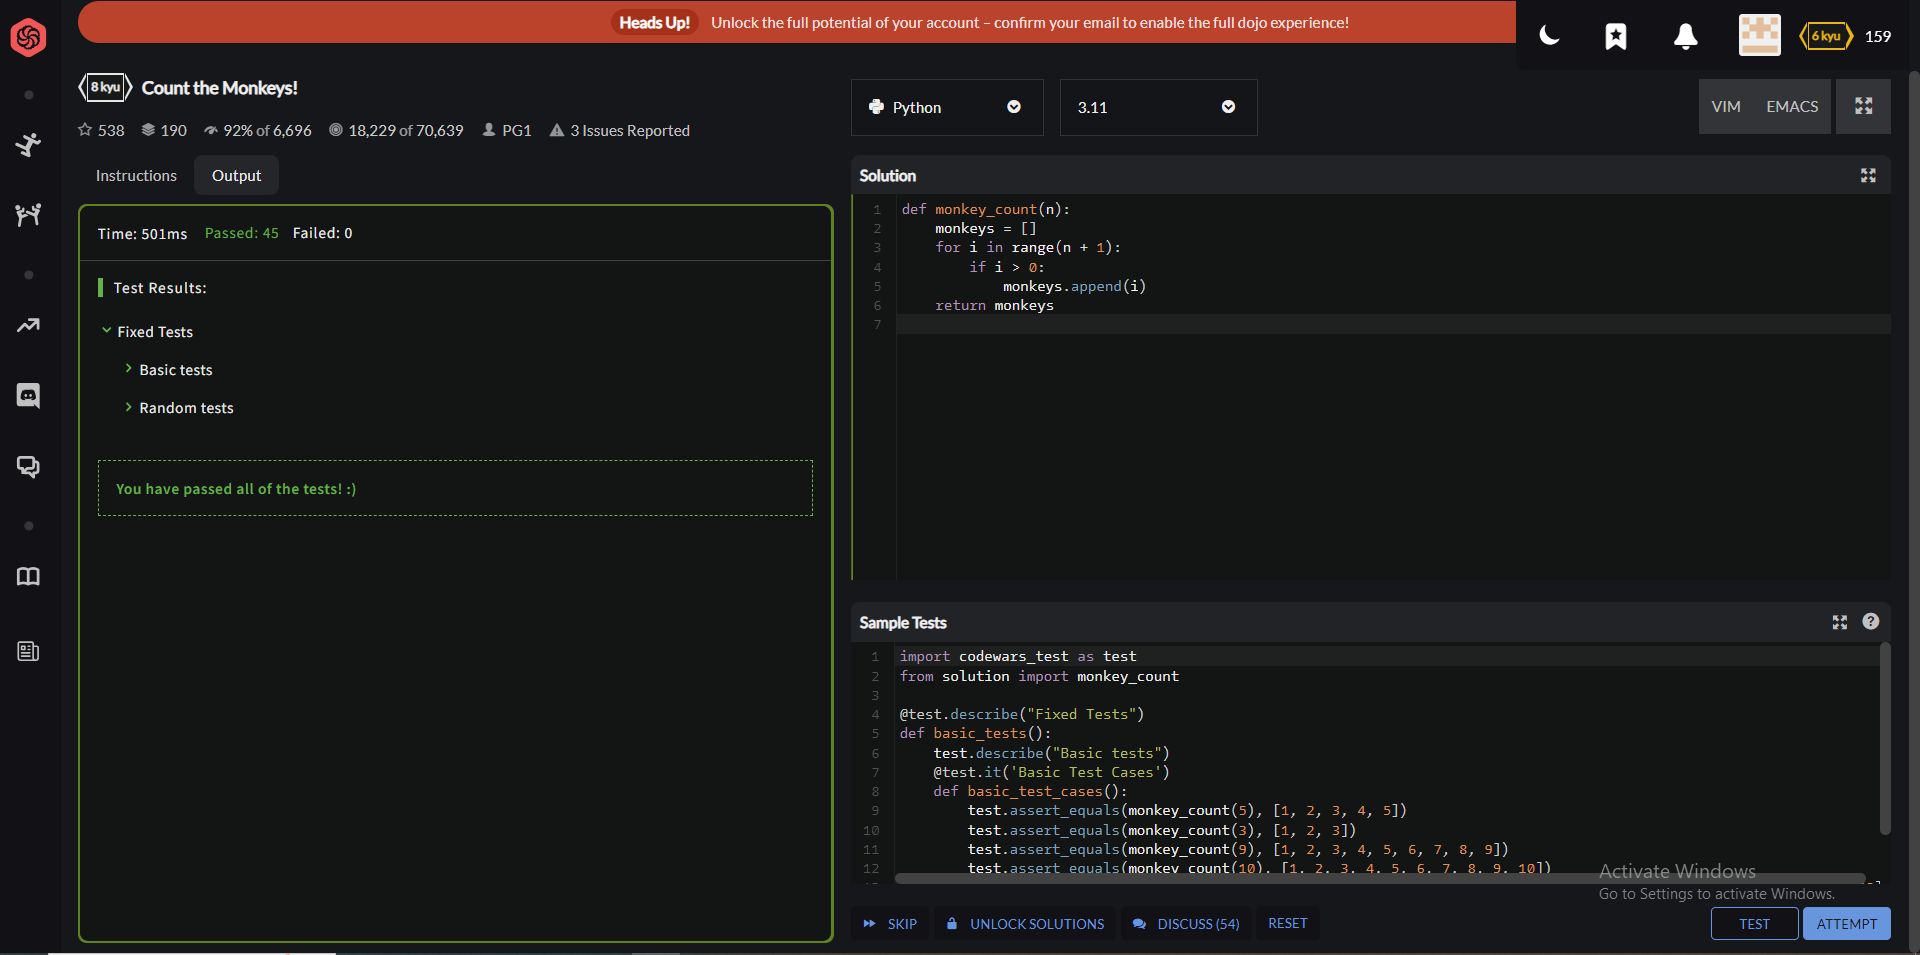 Heads Up! Unlock the full potential of your account – confirm your email to enable the full dojo experience!
6 kyu 159
8 kyu Count the Monkeys!
538 190 92% of 6,696 18,229 of 70,639 PG1 3 Issues Reported
Instructions Output
Time: 501ms Passed: 45 Failed: 0
Test Results:
Fixed Tests
Basic tests
Random tests
You have passed all of the tests! :)
Python 3.11 VIM EMACS
Solution
1 def monkey_count(n):
2     monkeys = []
3     for i in range(n + 1):
4         if i > 0:
5             monkeys.append(i)
6     return monkeys
7
Sample Tests
1 import codewars_test as test
2 from solution import monkey_count
3
4 @test.describe("Fixed Tests")
5 def basic_tests():
6     test.describe("Basic tests")
7     @test.it('Basic Test Cases')
8     def basic_test_cases():
9         test.assert_equals(monkey_count(5), [1, 2, 3, 4, 5])
10         test.assert_equals(monkey_count(3), [1, 2, 3])
11         test.assert_equals(monkey_count(9), [1, 2, 3, 4, 5, 6, 7, 8, 9])
12         test.assert_equals(monkey_count(10), [1, 2, 3, 4, 5, 6, 7, 8, 9, 10])
Activate Windows
Go to Settings to activate Windows.
SKIP UNLOCK SOLUTIONS DISCUSS (54) RESET TEST ATTEMPT